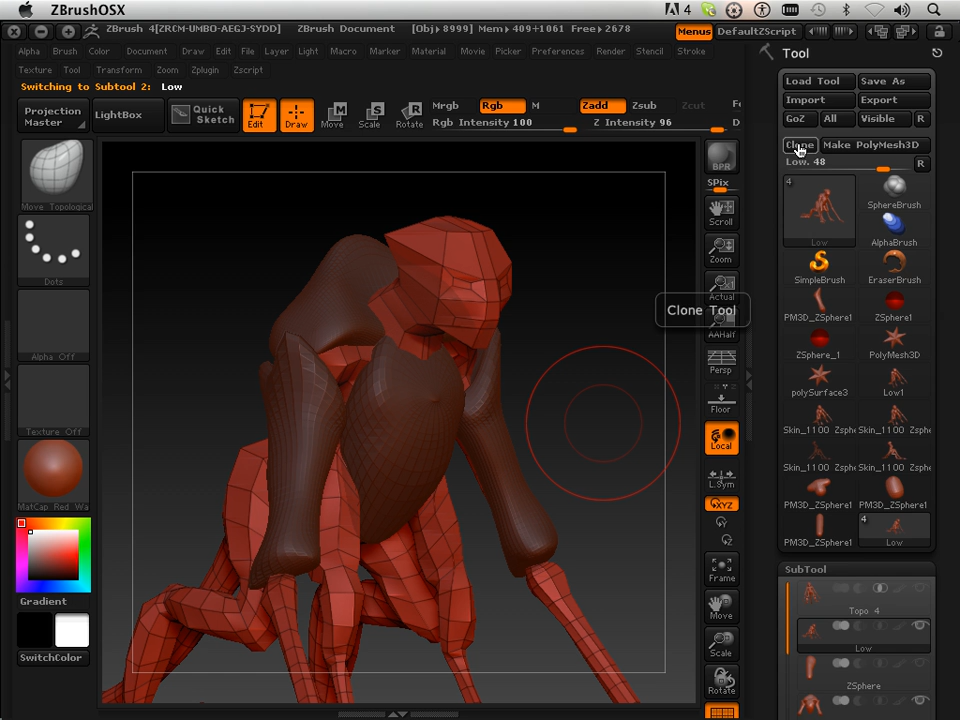 ZBrushOSX
4
ZBrush 4[ZRCM-UMBO-AEGJ-SYDD] ZBrush Document [Obj▸8999] Mem▸409+1061 Free▸2678 Menus DefaultZScript
Alpha Brush Color Document Draw Edit File Layer Light Macro Marker Material Movie Picker Preferences Render Stencil Stroke
Texture Tool Transform Zoom Zplugin Zscript
Switching to Subtool 2: Low
Projection Master
LightBox
Quick Sketch
Edit Draw Move Scale Rotate
Mrgb Rgb M Zadd Zsub Zcut
Rgb Intensity 100 Z Intensity 96
Move Topological
Dots
Alpha Off
Texture Off
MatCap Red Wa
Gradient
SwitchColor
BPR
SPix
Scroll
Zoom
Actual
AAHalf
Persp
Floor
Local
L.Sym
XYZ
Frame
Move
Scale
Rotate
Clone Tool
Tool
Load Tool Save As
Import Export
GoZ All Visible R
Clone Make PolyMesh3D
Low. 48 R
4
Low
SphereBrush
AlphaBrush
SimpleBrush EraserBrush
PM3D_ZSphere1 ZSphere1
ZSphere_1 PolyMesh3D
polySurface3 Low1
Skin_1100_Zsphe Skin_1100_Zsphe
Skin_1100_Zsphe Skin_1100_Zsphe
PM3D_ZSphere1 PM3D_ZSphere1
4
PM3D_ZSphere1 Low
SubTool
Topo 4
Low
ZSphere